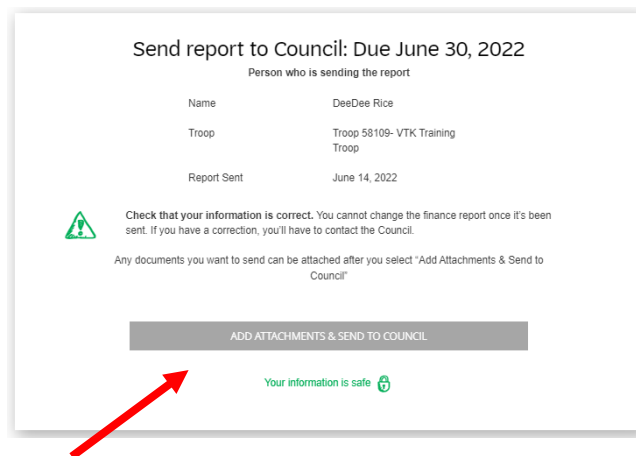 Send report to Council: Due June 30, 2022
Person who is sending the report
Name DeeDee Rice
Troop Troop 58109- VTK Training
Troop
Report Sent June 14, 2022
Check that your information is correct. You cannot change the finance report once it's been
sent. If you have a correction, you'll have to contact the Council.
Any documents you want to send can be attached after you select “Add Attachments & Send to
Council”
ADD ATTACHMENTS & SEND TO COUNCIL
Your information is safe